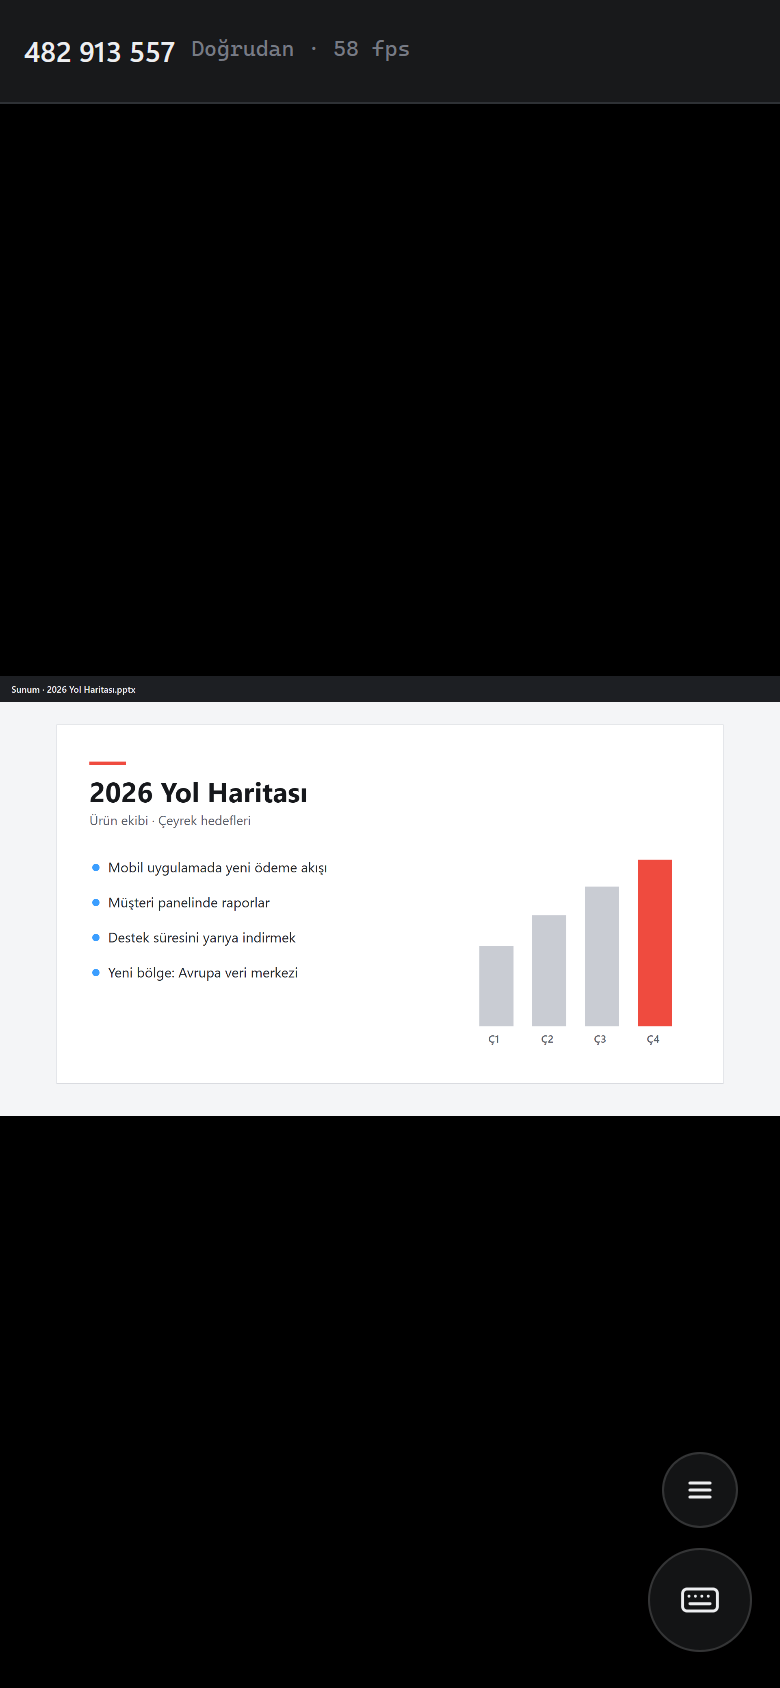 482 913 557 Doğrudan · 58 fps
Sunum · 2026 Yol Haritası.pptx
2026 Yol Haritası
Ürün ekibi · Çeyrek hedefleri
Mobil uygulamada yeni ödeme akışı
Müşteri panelinde raporlar
Destek süresini yarıya indirmek
Yeni bölge: Avrupa veri merkezi
Ç1 Ç2 Ç3 Ç4